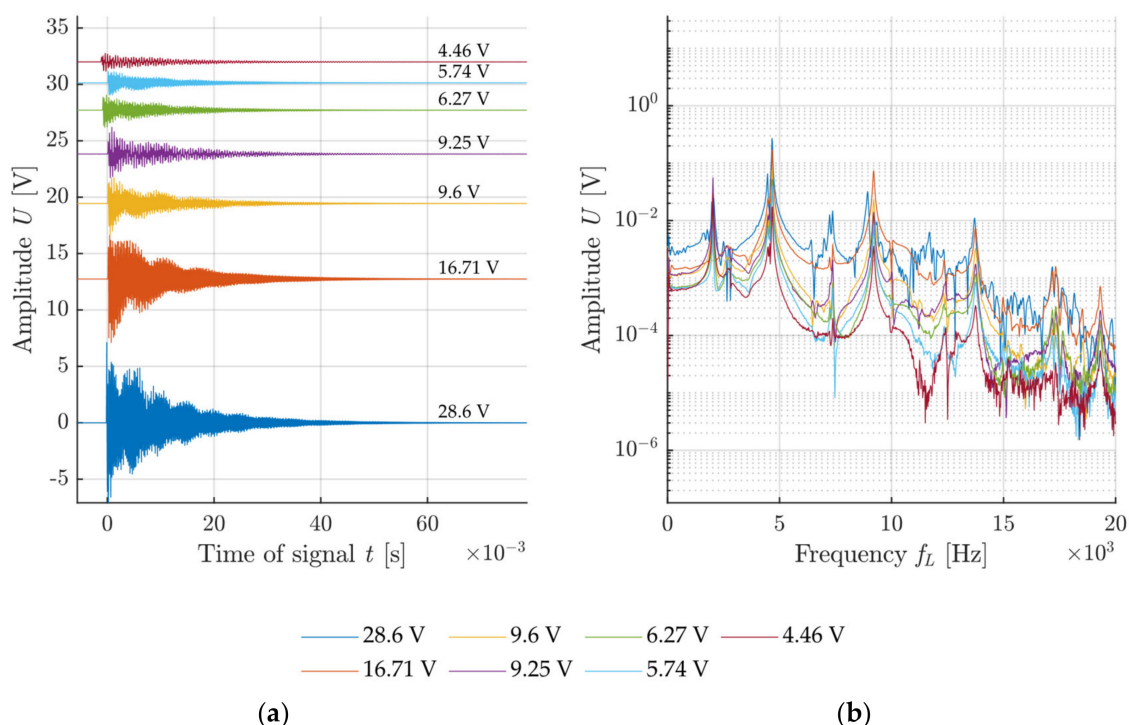 35
30
25
20
15
10
5
0
-5
Amplitude U [V]
4.46 V
5.74 V
6.27 V
9.25 V
9.6 V
16.71 V
28.6 V
0 20 40 60
Time of signal t [s] ×10⁻³
10⁰
10⁻²
10⁻⁴
10⁻⁶
Amplitude U [V]
0 5 10 15 20
Frequency f_L [Hz] ×10³
28.6 V 9.6 V 6.27 V 4.46 V
16.71 V 9.25 V 5.74 V
(a) (b)